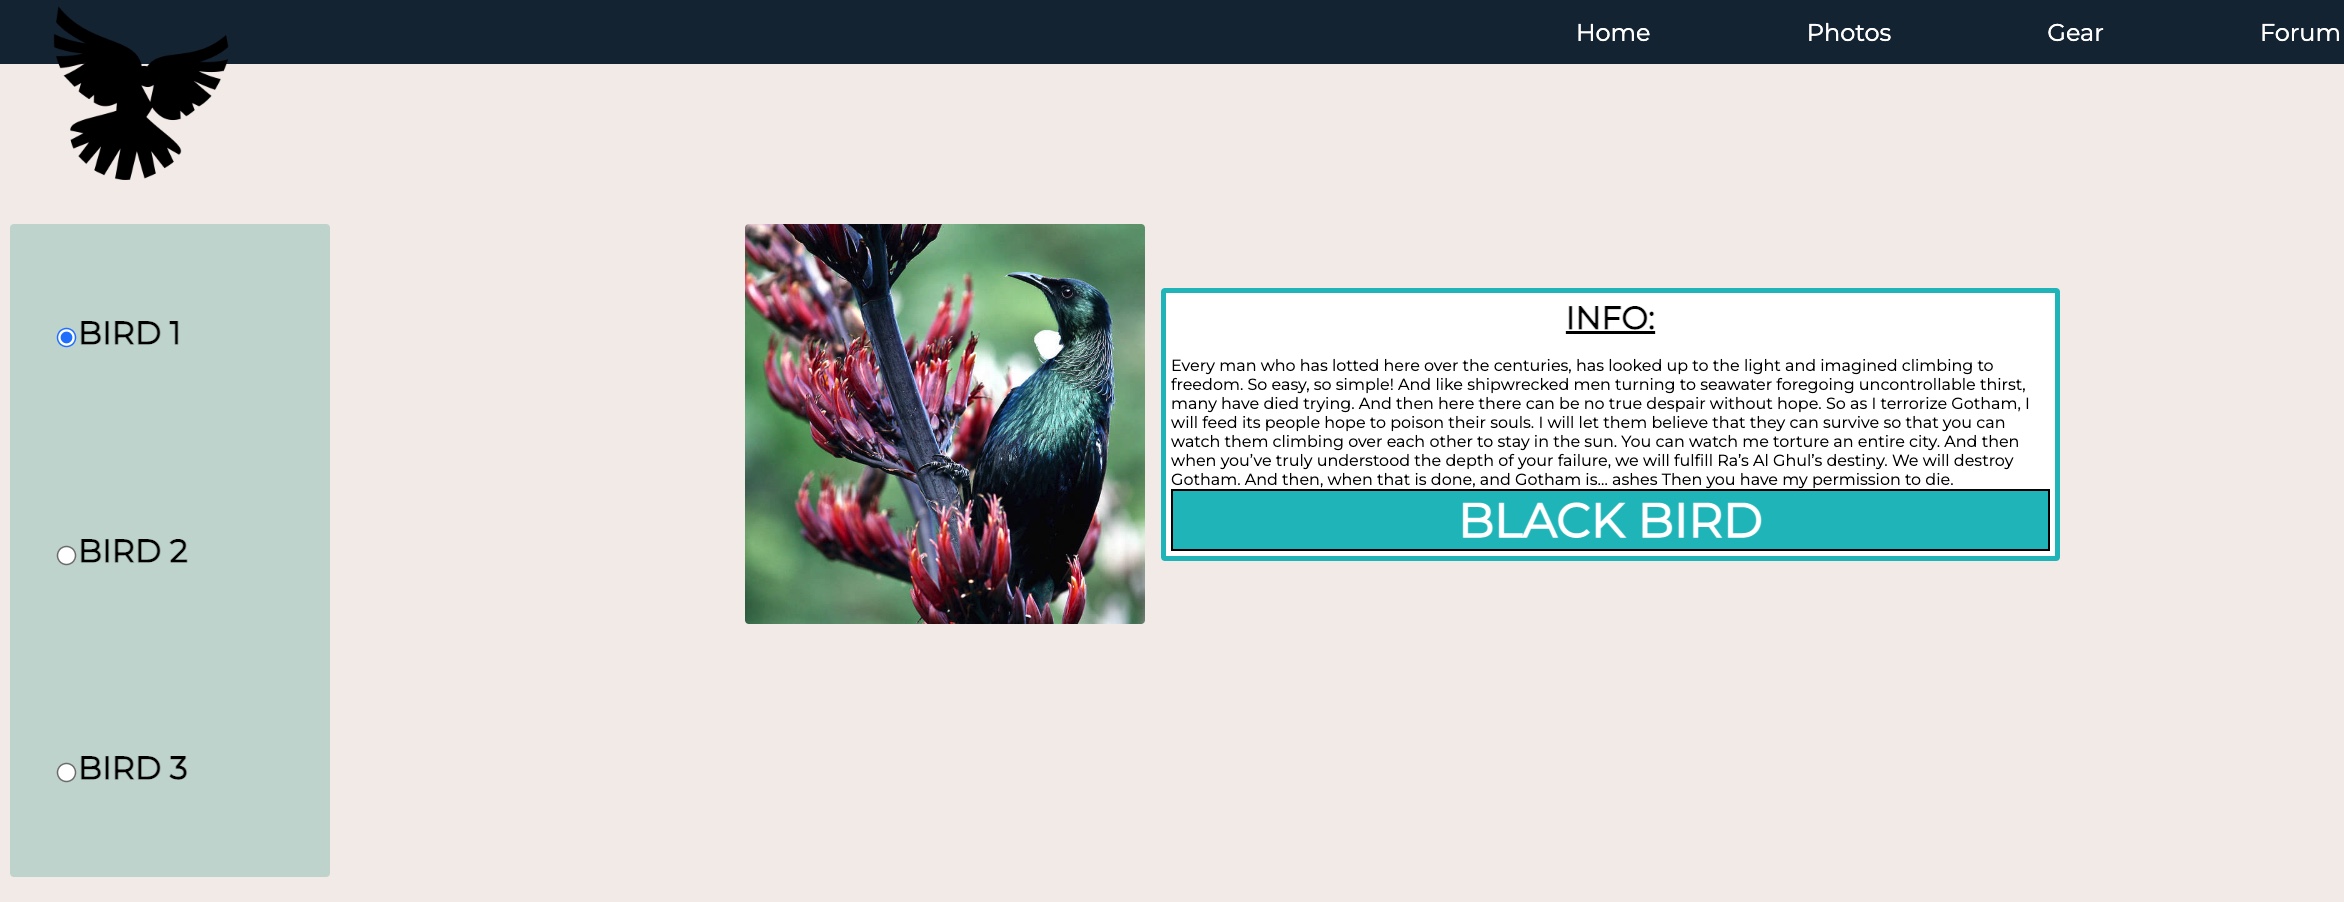 Home Photos Gear Forum
BIRD 1
BIRD 2
BIRD 3
INFO:
Every man who has lotted here over the centuries, has looked up to the light and imagined climbing to
freedom. So easy, so simple! And like shipwrecked men turning to seawater foregoing uncontrollable thirst,
many have died trying. And then here there can be no true despair without hope. So as I terrorize Gotham, I
will feed its people hope to poison their souls. I will let them believe that they can survive so that you can
watch them climbing over each other to stay in the sun. You can watch me torture an entire city. And then
when you’ve truly understood the depth of your failure, we will fulfill Ra’s Al Ghul’s destiny. We will destroy
Gotham. And then, when that is done, and Gotham is... ashes Then you have my permission to die.
BLACK BIRD